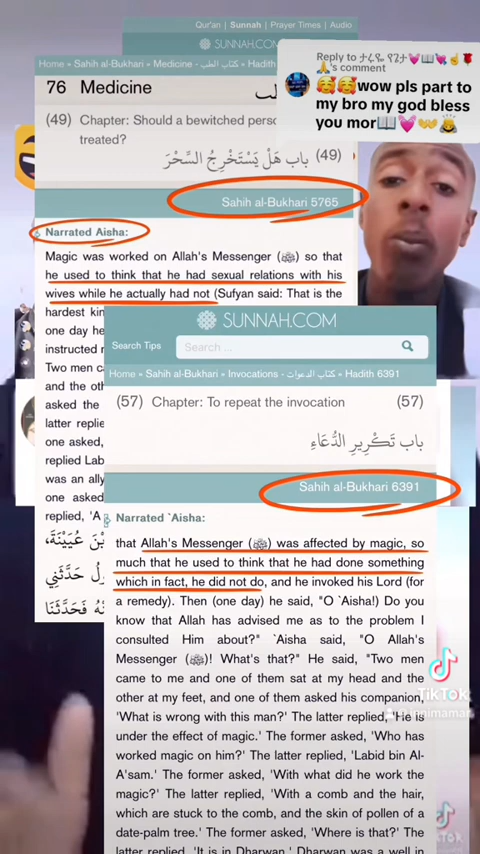 Qur'an | Sunnah | Prayer Times | Audio
SUNNAH.COM
Home » Sahih al-Bukhari » Medicine - كتاب الطب » Hadith
76 Medicine
(49) Chapter: Should a bewitched
treated?
(49) باب هَلْ يَسْتَخْرِجُ السِّحْرَ
Sahih al-Bukhari 5765
Narrated Aisha:
Magic was worked on Allah's Messenger (ﷺ) so that
he used to think that he had sexual relations with his
wives while he actually had not (Sufyan said: That is the
hardest
one day he
instructed
Two men
and the
asked the
latter
one asked,
replied Lab
was an ally
one asked
replied, 'A
Reply to
's comment
🥰🥰wow pls part to
my bro my god bless
you mor📖💓👐🙇
SUNNAH.COM
Search Tips
Search ...
Home » Sahih al-Bukhari » Invocations - كتاب الدعوات » Hadith 6391
(57) Chapter: To repeat the invocation (57)
باب تَكْرِيرِ الدُّعَاءِ
Sahih al-Bukhari 6391
Narrated `Aisha:
that Allah's Messenger (ﷺ) was affected by magic, so
much that he used to think that he had done something
which in fact, he did not do, and he invoked his Lord (for
a remedy). Then (one day) he said, "O `Aisha!) Do you
know that Allah has advised me as to the problem I
consulted Him about?" `Aisha said, "O Allah's
Messenger (ﷺ)! What's that?" He said, "Two men
came to me and one of them sat at my head and the
other at my feet, and one of them asked his companion,
'What is wrong with this man?' The latter replied, 'He is
under the effect of magic.' The former asked, 'Who has
worked magic on him?' The latter replied, 'Labid bin Al-
A'sam.' The former asked, 'With what did he work the
magic?' The latter replied, 'With a comb and the hair,
which are stuck to the comb, and the skin of pollen of a
date-palm tree.' The former asked, 'Where is that?' The
latter replied, 'It is in Dharwan.' Dharwan was a well in
TikTok